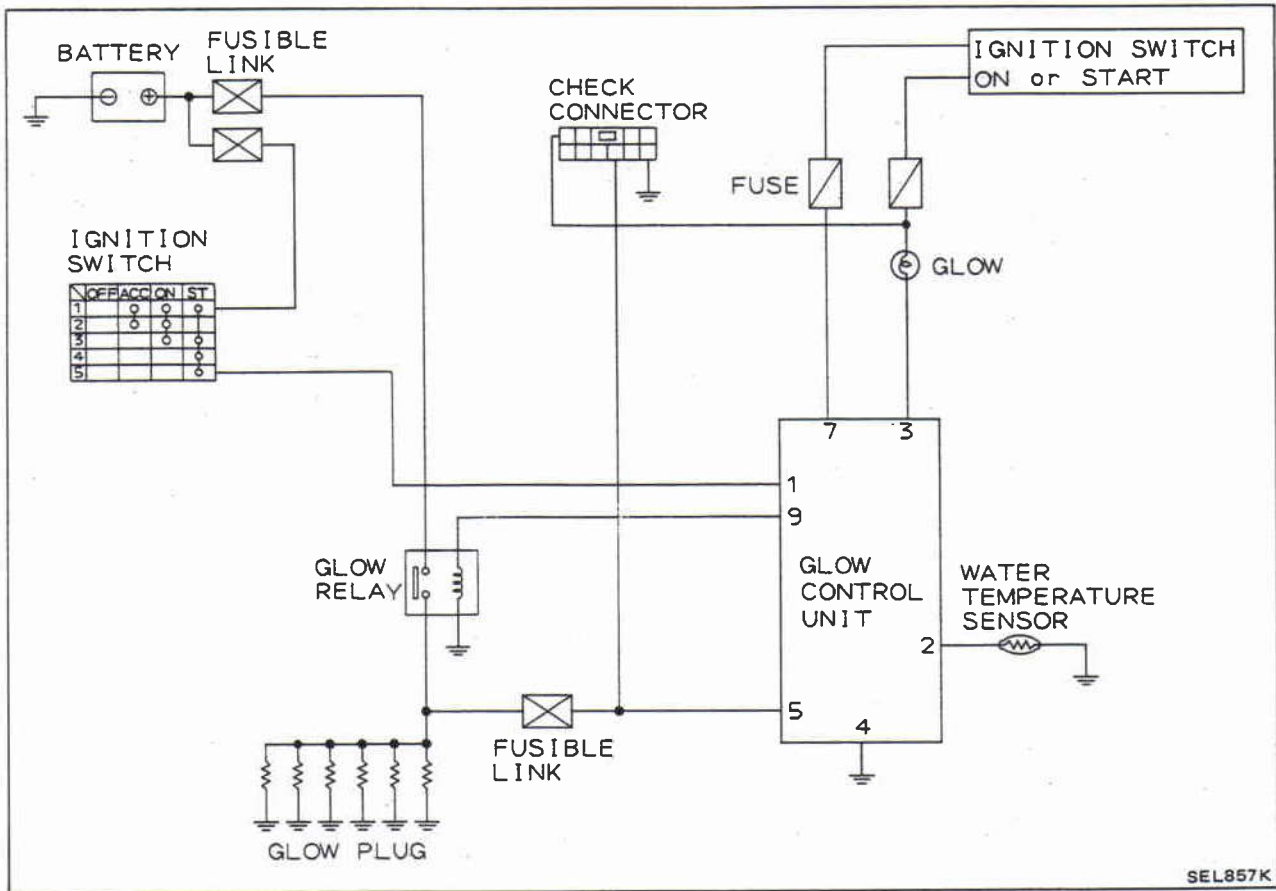 BATTERY
FUSIBLE
LINK
CHECK
CONNECTOR
IGNITION SWITCH
ON or START
FUSE
GLOW
IGNITION
SWITCH
OFF ACC ON ST
1
2
3
4
5
7 3
1
9
GLOW
RELAY
GLOW
CONTROL
UNIT
WATER
TEMPERATURE
SENSOR
2
5
4
FUSIBLE
LINK
GLOW PLUG
SEL857K